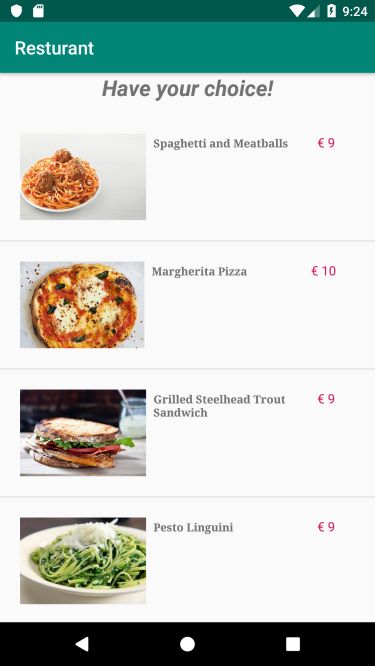 9:24
Resturant
Have your choice!
Spaghetti and Meatballs € 9
Margherita Pizza € 10
Grilled Steelhead Trout € 9
Sandwich
Pesto Linguini € 9